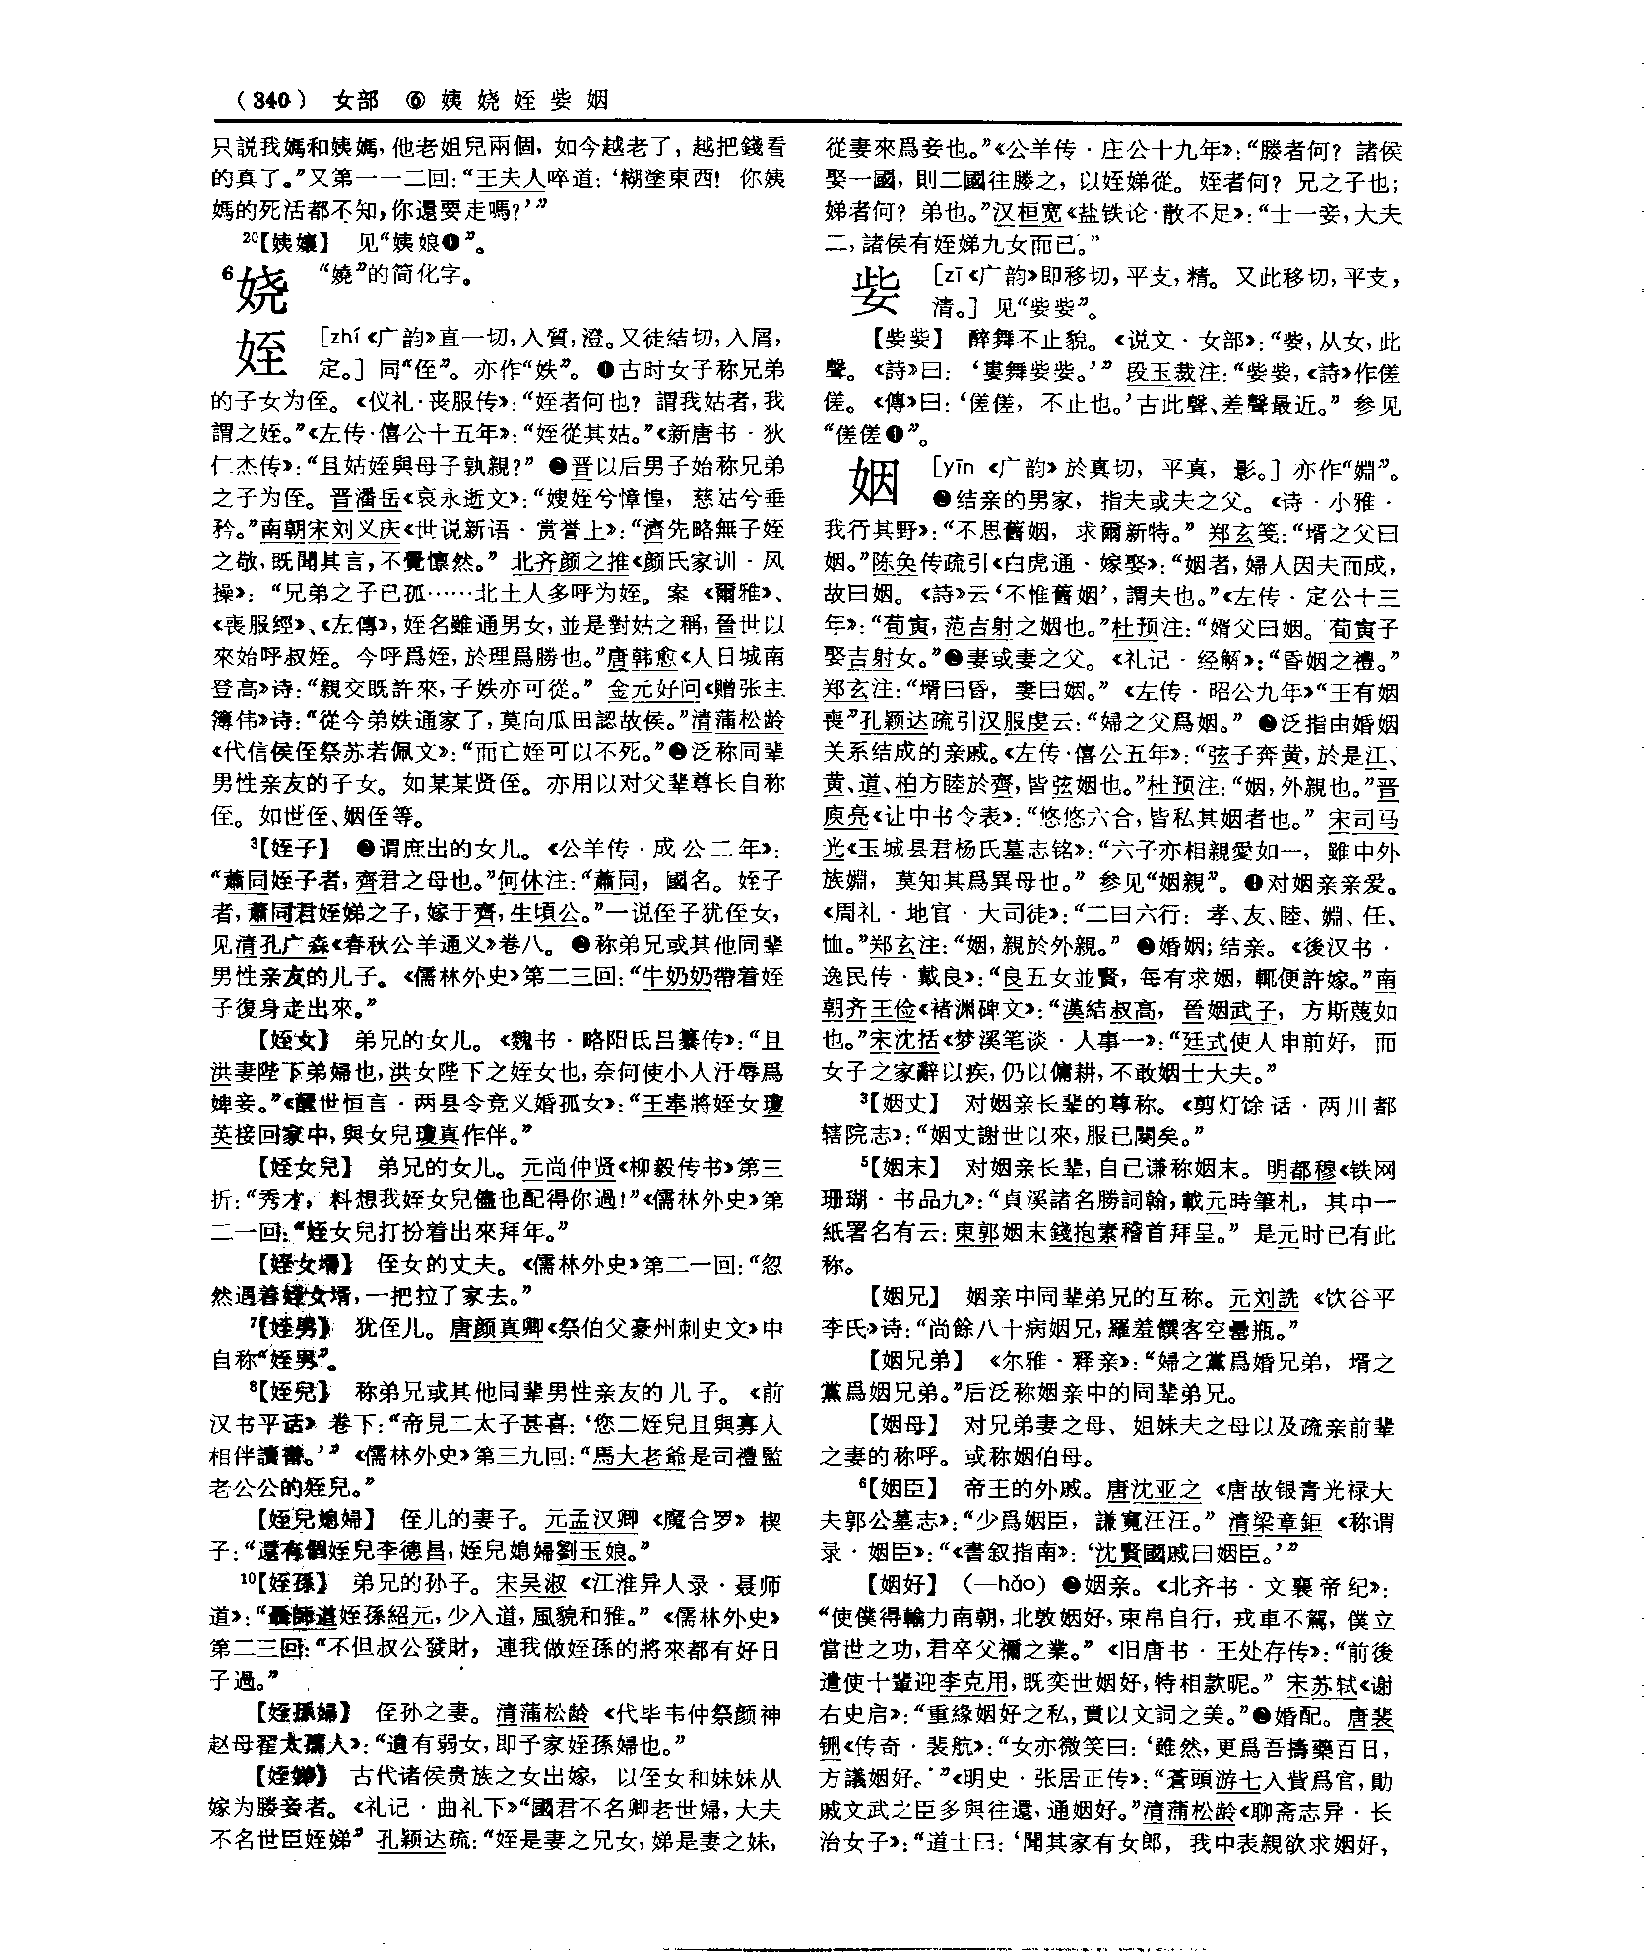 （340） 女部 ⑥ 姨 娆 姪 姕 姻
只説我媽和姨媽，他老姐兒兩個，如今越老了，越把錢看
的真了。”又第一一二回：“王夫人啐道：‘糊塗東西！你姨
媽的死活都不知，你還要走嗎？’”
20【姨孃】 见“姨娘❶”。
6娆 “嬈”的简化字。
姪 ［zhí《广韵》直一切，入質，澄。又徒结切，入屑，
定。］同“侄”。亦作“妷”。❶古时女子称兄弟
的子女为侄。《仪礼·丧服传》：“姪者何也？謂我姑者，我
謂之姪。”《左传·僖公十五年》：“姪從其姑。”《新唐书·狄
仁杰传》：“且姑姪與母子孰親？”❷晋以后男子始称兄弟
之子为侄。晋潘岳《哀永逝文》：“嫂姪兮慞惶，慈姑兮垂
矜。”南朝宋刘义庆《世说新语·赏誉上》：“濟先略無子姪
之敬，既聞其言，不覺懔然。”北齐颜之推《颜氏家训·风
操》：“兄弟之子已孤……北土人多呼为姪。案《爾雅》、
《喪服經》、《左傳》，姪名雖通男女，並是對姑之稱，晉世以
來始呼叔姪。今呼爲姪，於理爲勝也。”唐韩愈《人日城南
登高》诗：“親交既許來，子妷亦可從。”金元好问《赠张主
簿伟》诗：“從今弟妷通家了，莫向瓜田認故侯。”清蒲松龄
《代信侯侄祭苏若佩文》：“而亡姪可以不死。”❸泛称同辈
男性亲友的子女。如某某贤侄。亦用以对父辈尊长自称
侄。如世侄、姻侄等。
3【姪子】 ❶谓庶出的女儿。《公羊传·成公二年》：
“蕭同姪子者，齊君之母也。”何休注：“蕭同，國名。姪子
者，蕭同君姪娣之子，嫁于齊，生頃公。”一说侄子犹侄女，
见清孔广森《春秋公羊通义》卷八。❷称弟兄或其他同辈
男性亲友的儿子。《儒林外史》第二三回：“牛奶奶帶着姪
子復身走出來。”
【姪女】 弟兄的女儿。《魏书·略阳氐吕纂传》：“且
洪妻陛下弟婦也，洪女陛下之姪女也，奈何使小人汙辱爲
婢妾。”《醒世恒言·两县令竞义婚孤女》：“王奉將姪女瓊
英接回家中，與女兒瓊真作伴。”
【姪女兒】 弟兄的女儿。元尚仲贤《柳毅传书》第三
折：“秀才，料想我姪女兒儘也配得你過！”《儒林外史》第
二一回：“姪女兒打扮着出來拜年。”
【姪女壻】 侄女的丈夫。《儒林外史》第二一回：“忽
然遇着姪女壻，一把拉了家去。”
7【姪男】 犹侄儿。唐颜真卿《祭伯父豪州刺史文》中
自称“姪男”。
8【姪兒】 称弟兄或其他同辈男性亲友的儿子。《前
汉书平话》卷下：“帝見二太子甚喜：‘您二姪兒且與寡人
相伴讀書。’”《儒林外史》第三九回：“馬大老爺是司禮監
老公公的姪兒。”
【姪兒媳婦】 侄儿的妻子。元孟汉卿《魔合罗》楔
子：“還有個姪兒李德昌，姪兒媳婦劉玉娘。”
10【姪孫】 弟兄的孙子。宋吴淑《江淮异人录·聂师
道》：“聶師道姪孫紹元，少入道，風貌和雅。”《儒林外史》
第二三回：“不但叔公發財，連我做姪孫的將來都有好日
子過。”
【姪孫婦】 侄孙之妻。清蒲松龄《代毕韦仲祭颜神
赵母翟太孺人》：“遺有弱女，即子家姪孫婦也。”
【姪娣】 古代诸侯贵族之女出嫁，以侄女和妹妹从
嫁为媵妾者。《礼记·曲礼下》“國君不名卿老世婦，大夫
不名世臣姪娣”孔颖达疏：“姪是妻之兄女，娣是妻之妹，
從妻來爲妾也。”《公羊传·庄公十九年》：“媵者何？諸侯
娶一國，則二國往媵之，以姪娣從。姪者何？兄之子也；
娣者何？弟也。”汉桓宽《盐铁论·散不足》：“士一妾，大夫
二，諸侯有姪娣九女而已。”
姕 ［zī《广韵》即移切，平支，精。又此移切，平支，
清。］见“姕姕”。
【姕姕】 醉舞不止貌。《说文·女部》：“姕，从女，此
聲。《詩》曰：‘婁舞姕姕。’”段玉裁注：“姕姕，《詩》作傞
傞。《傳》曰：‘傞傞，不止也。’古此聲、差聲最近。”参见
“傞傞❶”。
姻 ［yīn《广韵》於真切，平真，影。］亦作“婣”。
❶结亲的男家，指夫或夫之父。《诗·小雅·
我行其野》：“不思舊姻，求爾新特。”郑玄笺：“壻之父曰
姻。”陈奂传疏引《白虎通·嫁娶》：“姻者，婦人因夫而成，
故曰姻。《詩》云‘不惟舊姻’，謂夫也。”《左传·定公十三
年》：“荀寅，范吉射之姻也。”杜预注：“婿父曰姻。荀寅子
娶吉射女。”❷妻或妻之父。《礼记·经解》：“昏姻之禮。”
郑玄注：“壻曰昏，妻曰姻。”《左传·昭公九年》“王有姻
喪”孔颖达疏引汉服虔云：“婦之父爲姻。”❸泛指由婚姻
关系结成的亲戚。《左传·僖公五年》：“弦子奔黄，於是江、
黄、道、柏方睦於齊，皆弦姻也。”杜预注：“姻，外親也。”晋
庾亮《让中书令表》：“悠悠六合，皆私其姻者也。”宋司马
光《玉城县君杨氏墓志铭》：“六子亦相親愛如一，雖中外
族婣，莫知其爲異母也。”参见“姻親”。❹对姻亲亲爱。
《周礼·地官·大司徒》：“二曰六行：孝、友、睦、婣、任、
恤。”郑玄注：“姻，親於外親。”❺婚姻；结亲。《後汉书·
逸民传·戴良》：“良五女並賢，每有求姻，輒便許嫁。”南
朝齐王俭《褚渊碑文》：“漢結叔高，晉姻武子，方斯蔑如
也。”宋沈括《梦溪笔谈·人事一》：“廷式使人申前好，而
女子之家辭以疾，仍以傭耕，不敢姻士大夫。”
3【姻丈】 对姻亲长辈的尊称。《剪灯馀话·两川都
辖院志》：“姻丈謝世以來，服已闋矣。”
5【姻末】 对姻亲长辈，自己谦称姻末。明都穆《铁网
珊瑚·书品九》：“貞溪諸名勝詞翰，載元時筆札，其中一
紙署名有云：東郭姻末錢抱素稽首拜呈。”是元时已有此
称。
【姻兄】 姻亲中同辈弟兄的互称。元刘詵《饮谷平
李氏》诗：“尚餘八十病姻兄，羅羞饌客空罍瓶。”
【姻兄弟】 《尔雅·释亲》：“婦之黨爲婚兄弟，壻之
黨爲姻兄弟。”后泛称姻亲中的同辈弟兄。
【姻母】 对兄弟妻之母、姐妹夫之母以及疏亲前辈
之妻的称呼。或称姻伯母。
6【姻臣】 帝王的外戚。唐沈亚之《唐故银青光禄大
夫郭公墓志》：“少爲姻臣，謙寬汪汪。”清梁章鉅《称谓
录·姻臣》：“《書叙指南》：‘沈賢國戚曰姻臣。’”
【姻好】（—hǎo）❶姻亲。《北齐书·文襄帝纪》：
“使僕得輸力南朝，北敦姻好，束帛自行，戎車不駕，僕立
當世之功，君卒父禰之業。”《旧唐书·王处存传》：“前後
遣使十輩迎李克用，既奕世姻好，特相款昵。”宋苏轼《谢
右史启》：“重緣姻好之私，賁以文詞之美。”❷婚配。唐裴
铏《传奇·裴航》：“女亦微笑曰：‘雖然，更爲吾擣藥百日，
方議姻好。’”《明史·张居正传》：“蒼頭游七入貲爲官，勛
戚文武之臣多與往還，通姻好。”清蒲松龄《聊斋志异·长
治女子》：“道士曰：‘聞其家有女郎，我中表親欲求姻好，